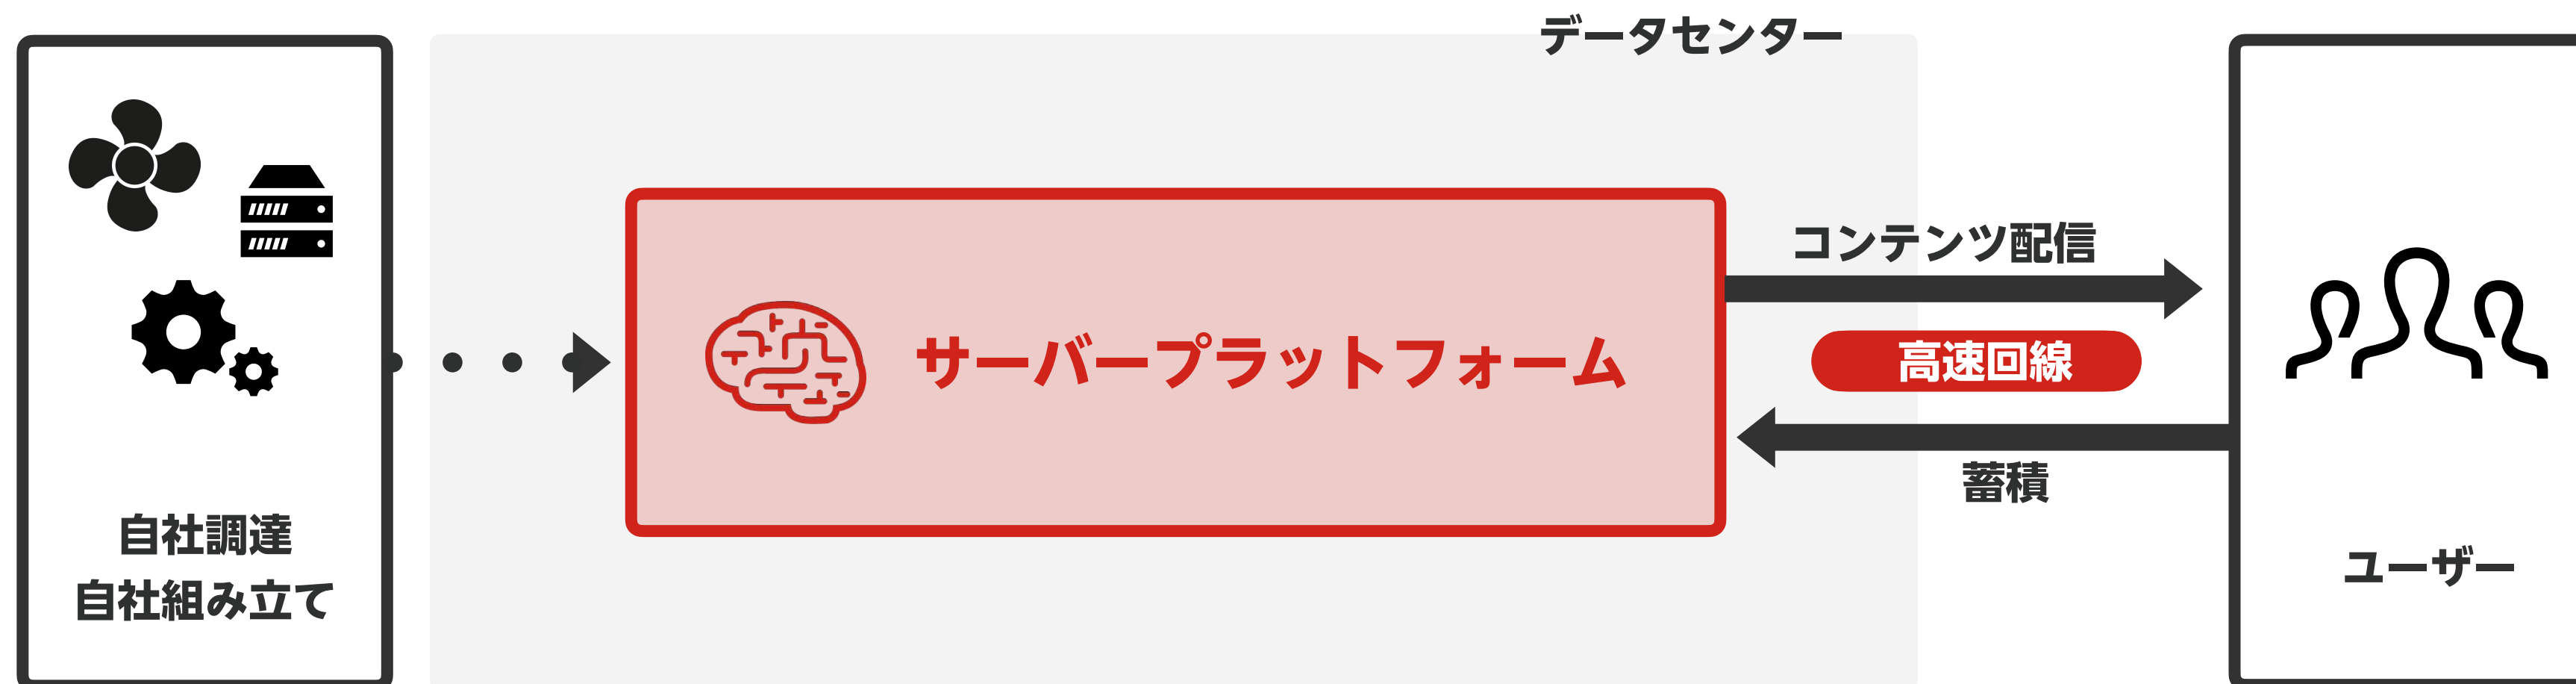 データセンター
自社調達
自社組み立て
サーバープラットフォーム
コンテンツ配信
高速回線
蓄積
ユーザー